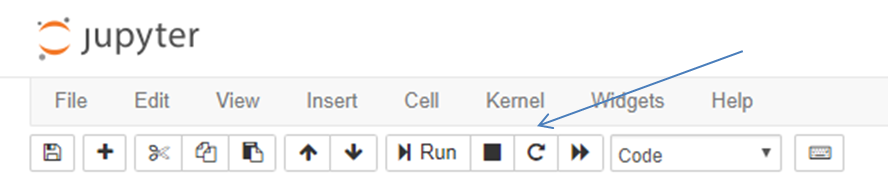 jupyter
File Edit View Insert Cell Kernel Widgets Help
Run Code